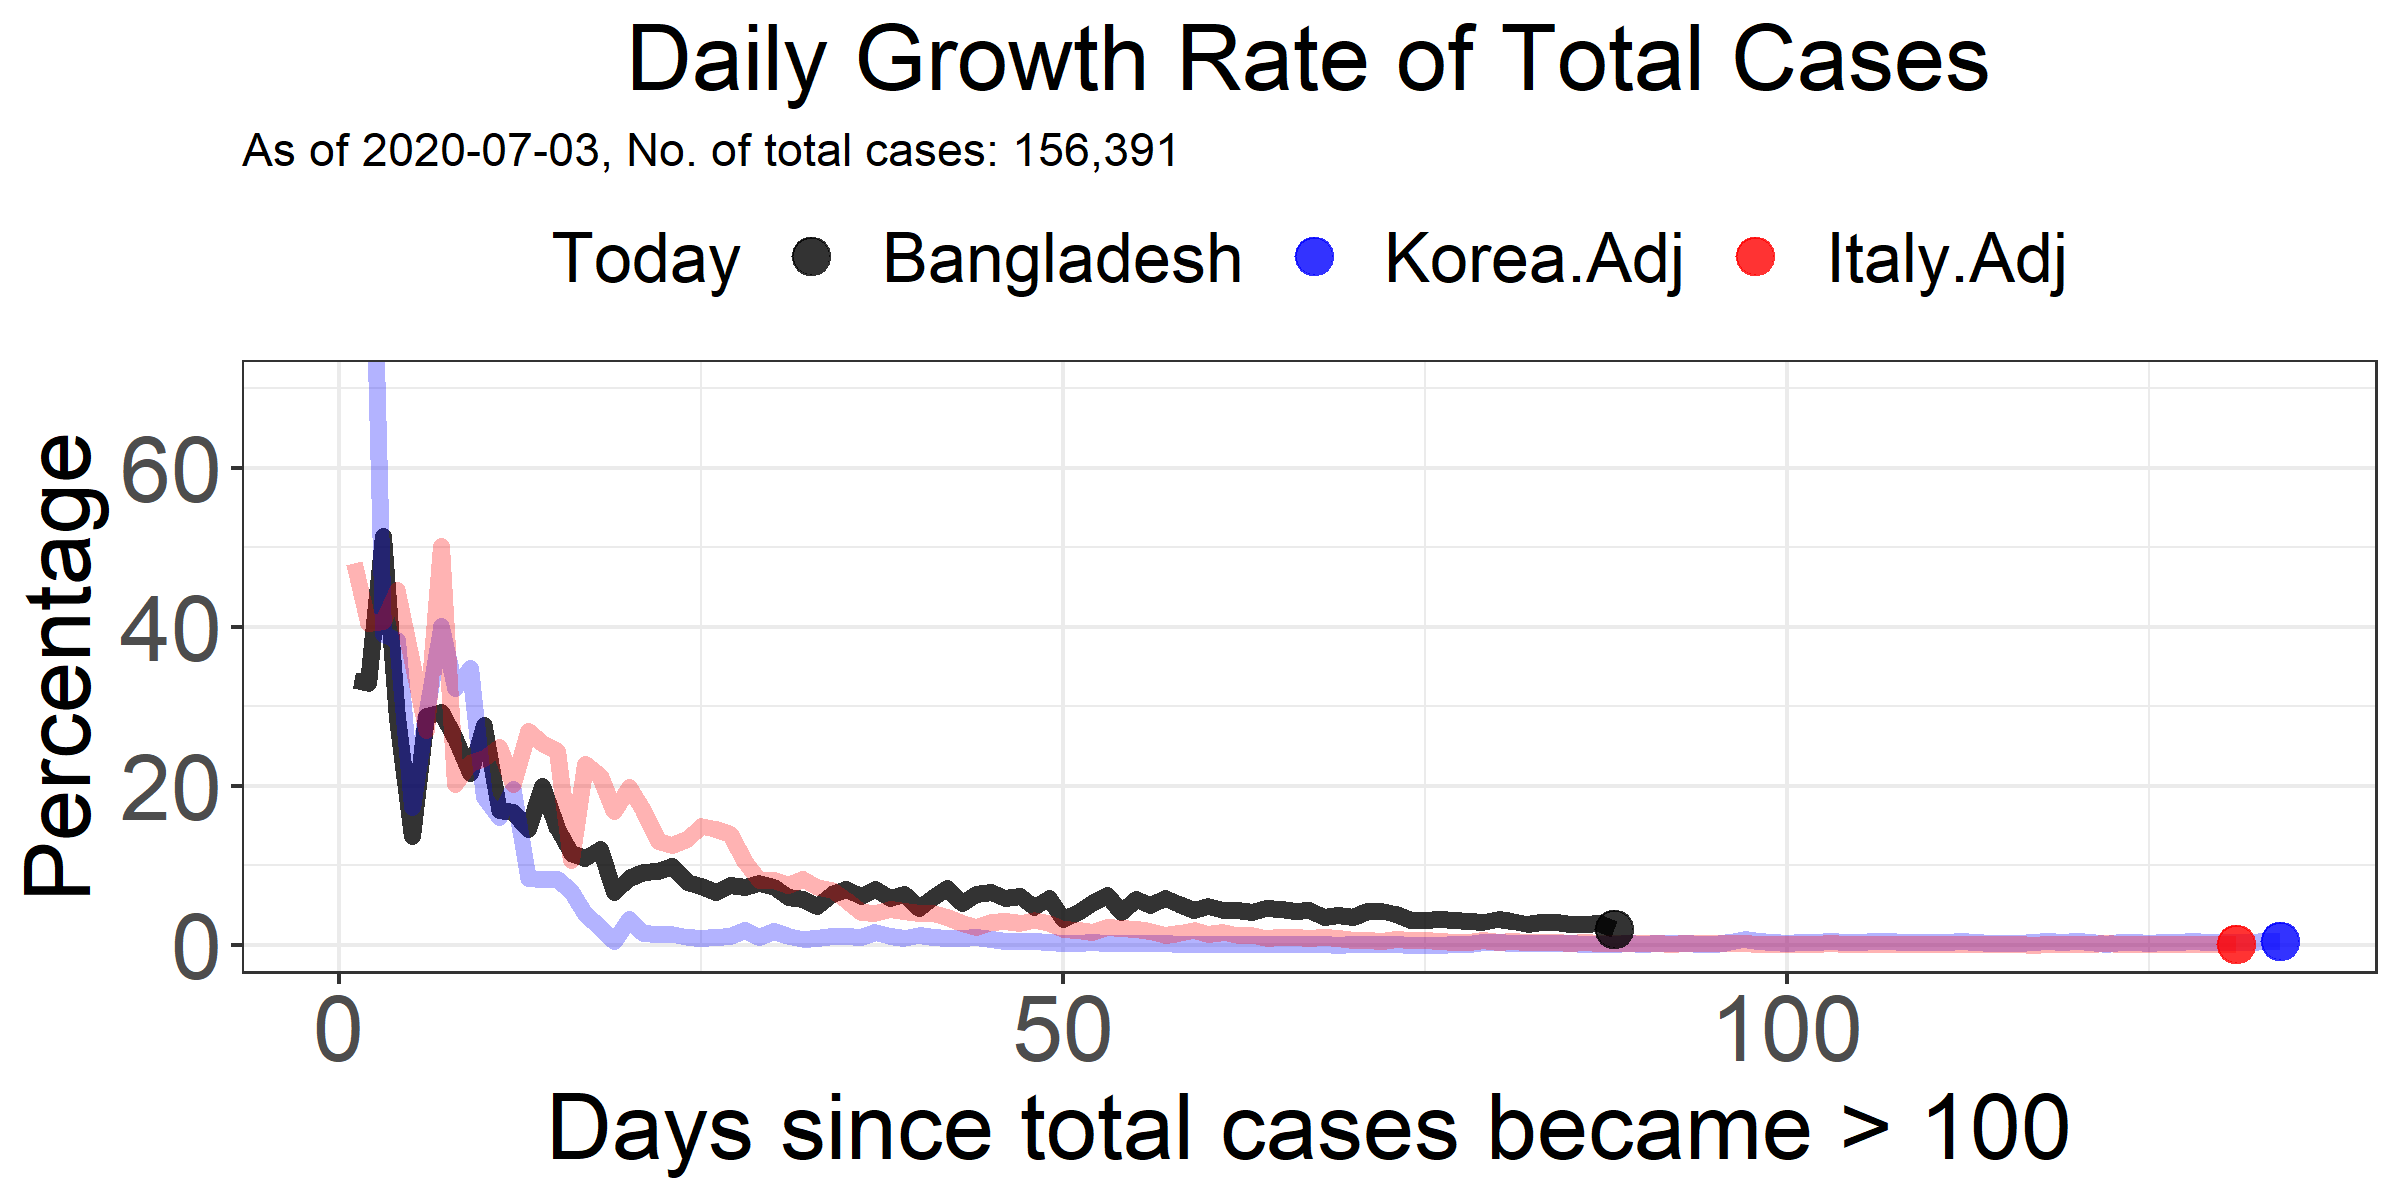 Daily Growth Rate of Total Cases
As of 2020-07-03, No. of total cases: 156,391
Today Bangladesh Korea.Adj Italy.Adj
Percentage
60
40
20
0
0 50 100
Days since total cases became > 100